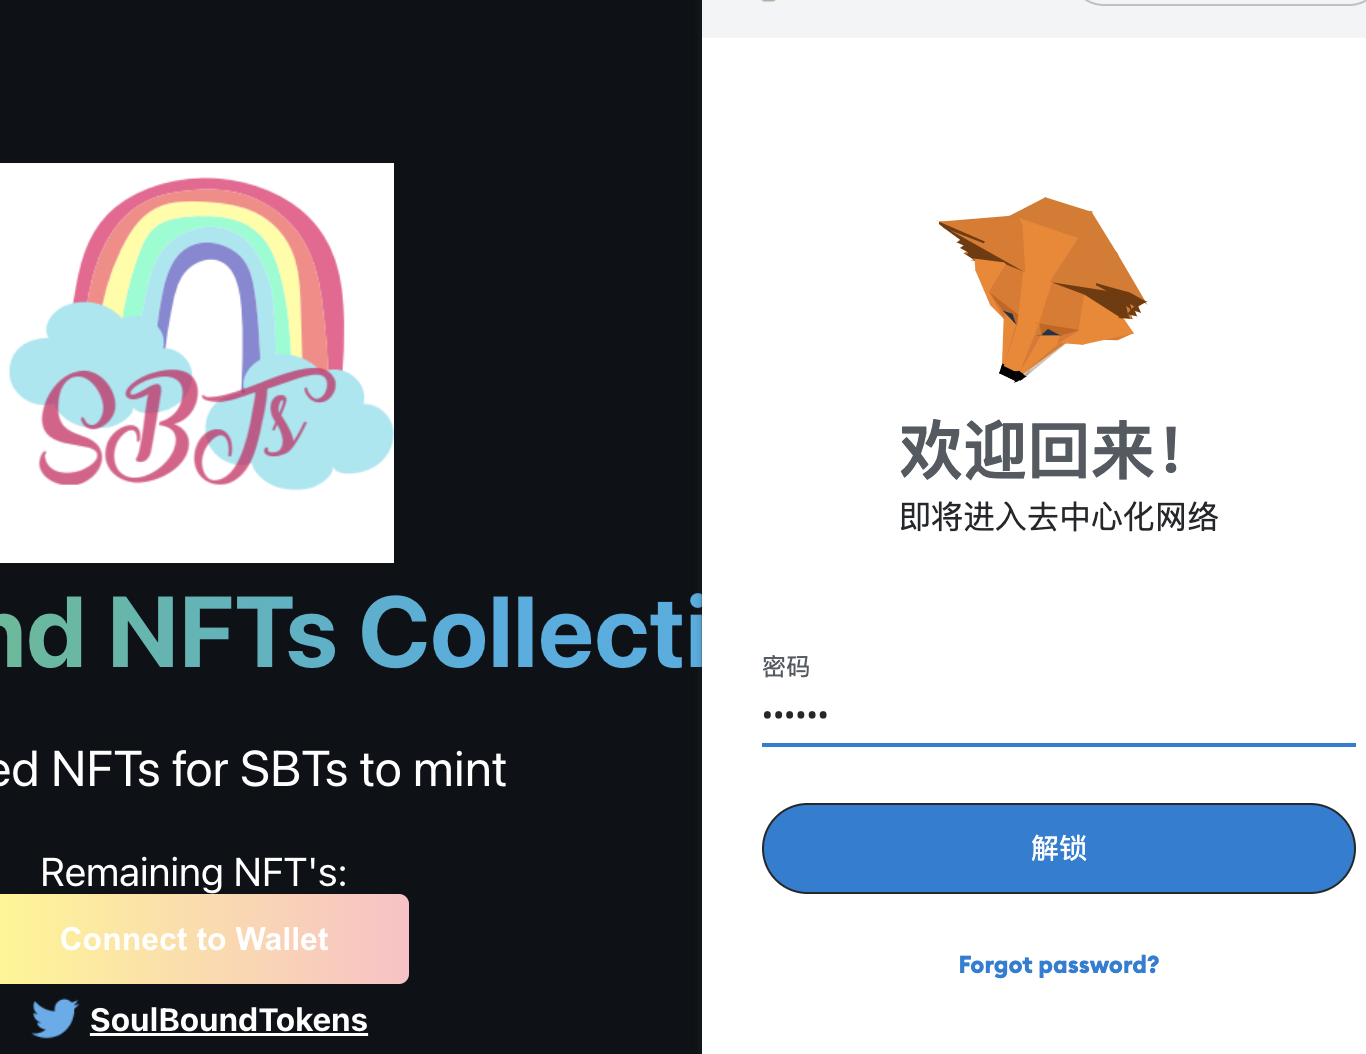 SBTs
nd NFTs Collecti
ed NFTs for SBTs to mint
Remaining NFT's:
Connect to Wallet
SoulBoundTokens
欢迎回来！
即将进入去中心化网络
密码
••••••
解锁
Forgot password?